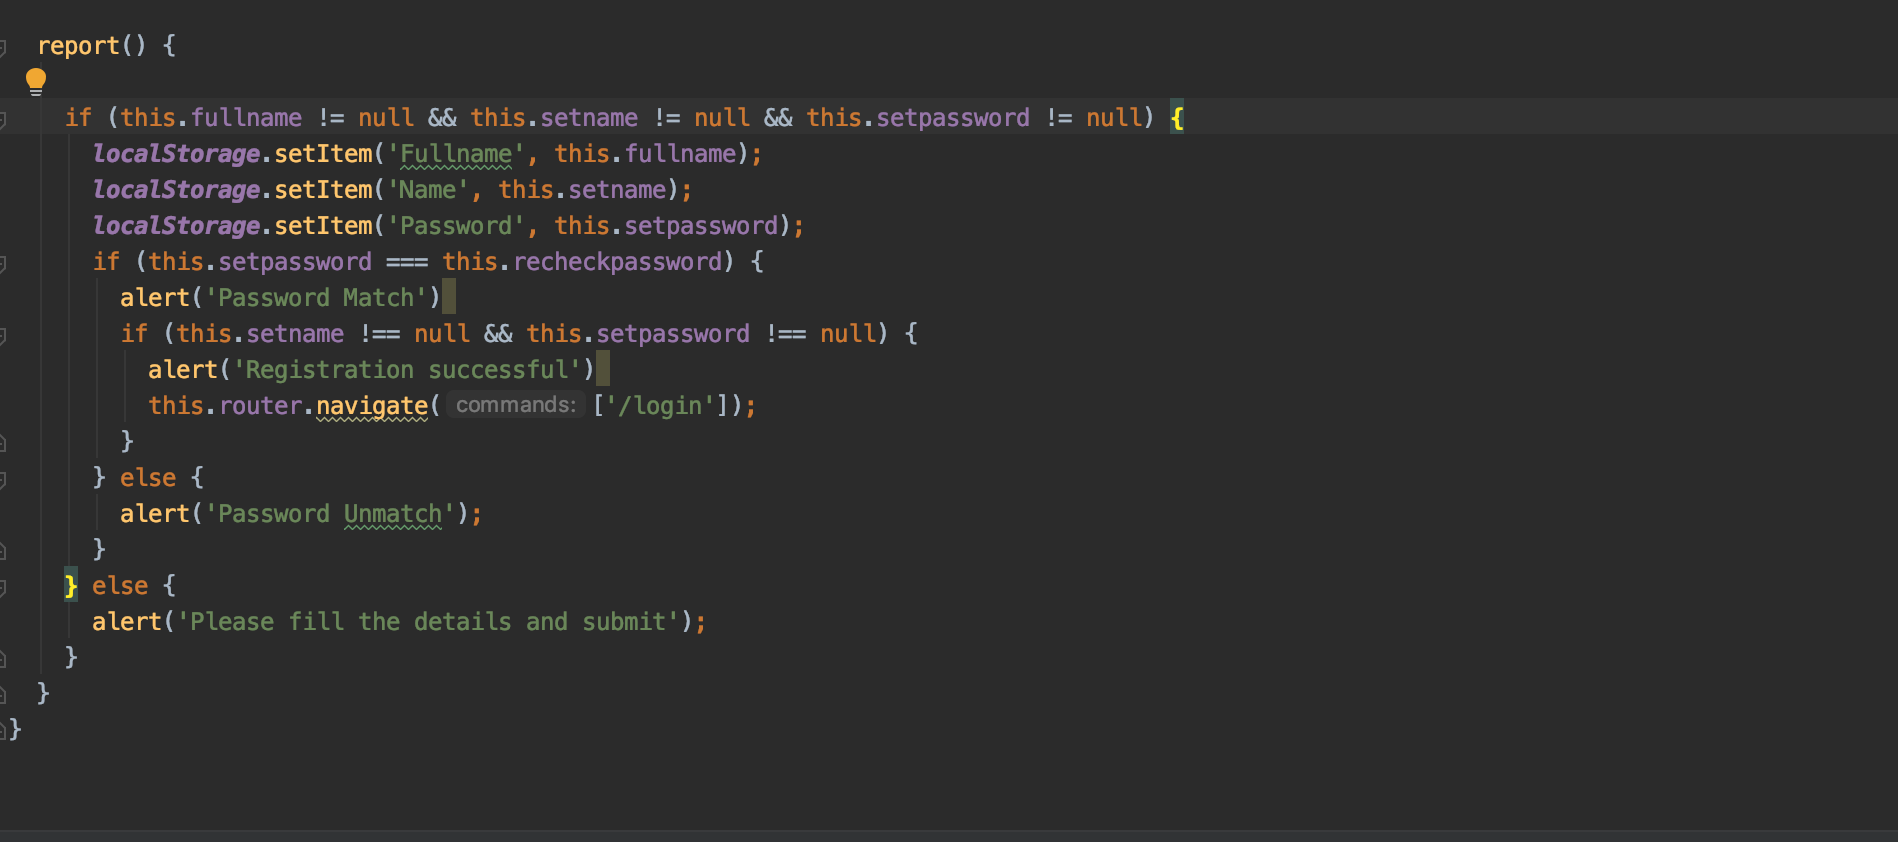 report() {
if (this.fullname != null && this.setname != null && this.setpassword != null) {
localStorage.setItem('Fullname', this.fullname);
localStorage.setItem('Name', this.setname);
localStorage.setItem('Password', this.setpassword);
if (this.setpassword === this.recheckpassword) {
alert('Password Match')
if (this.setname !== null && this.setpassword !== null) {
alert('Registration successful')
this.router.navigate( commands: ['/login']);
}
} else {
alert('Password Unmatch');
}
} else {
alert('Please fill the details and submit');
}
}
}